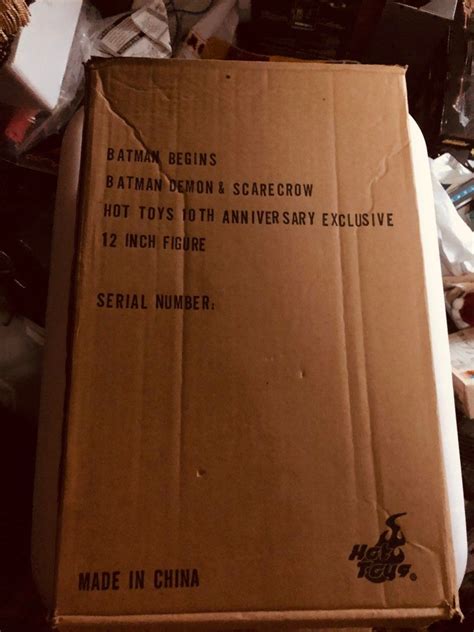 BATMAN BEGINS
BATMAN DEMON & SCARECROW
HOT TOYS 10TH ANNIVERSARY EXCLUSIVE
12 INCH FIGURE
SERIAL NUMBER:
HOT
TOYS®
MADE IN CHINA